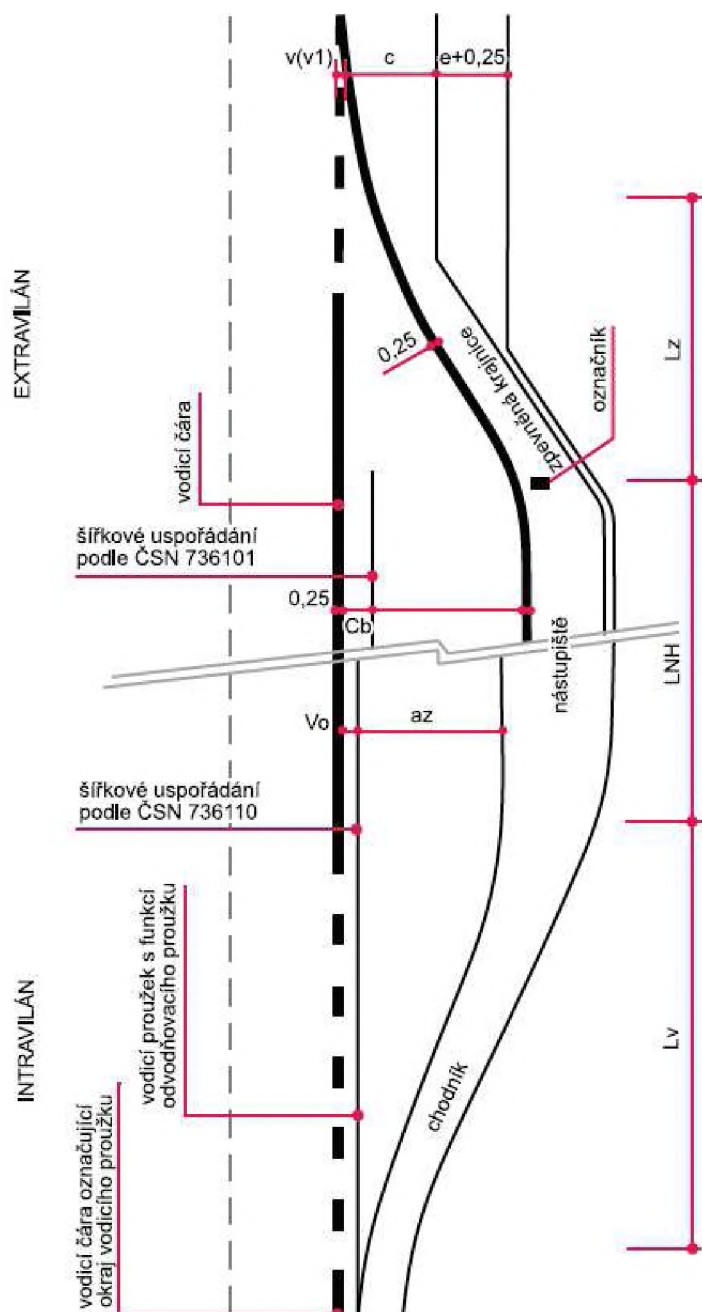 v(v1)
c
e+0,25
EXTRAVILÁN
Lz
0,25
zpevněná krajnice
označník
vodicí čára
šířkové uspořádání
podle ČSN 736101
0,25
Cb
nástupiště
LNH
Vo
az
šířkové uspořádání
podle ČSN 736110
INTRAVILÁN
vodicí proužek s funkcí
odvodňovacího proužku
Lv
chodník
vodicí čára označující
okraj vodicího proužku